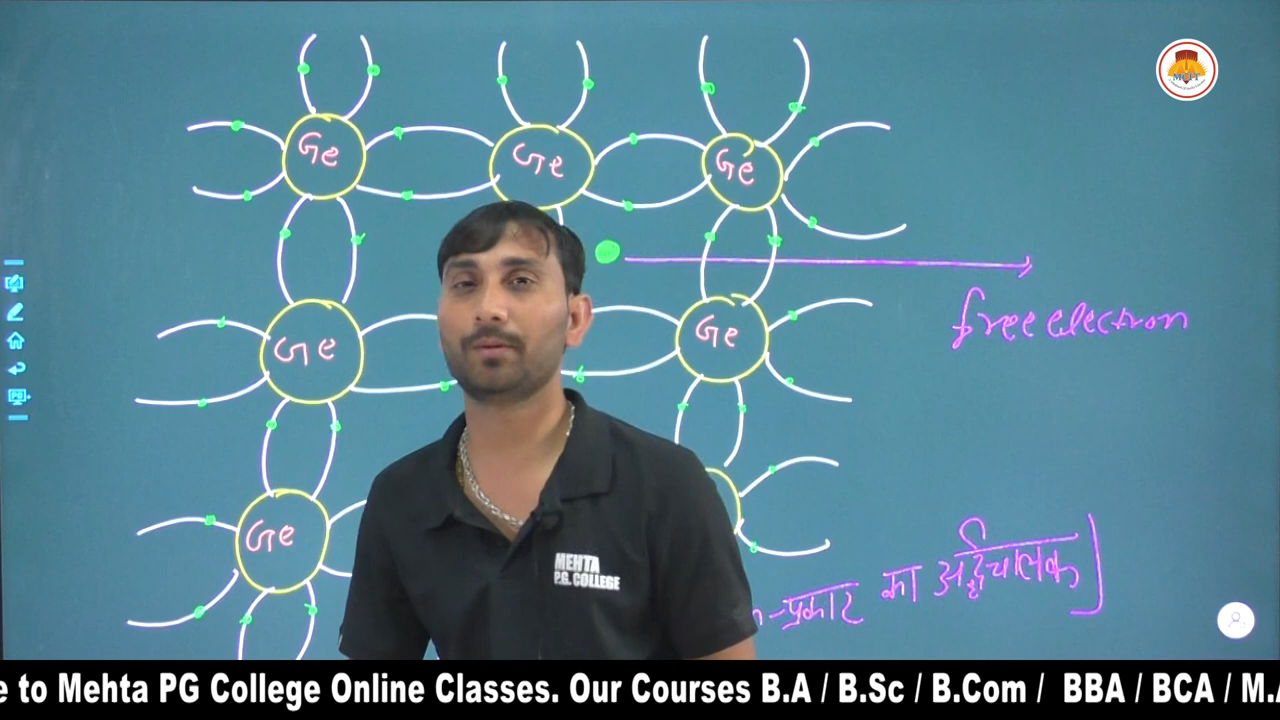 Ge Ge Ge
free electron
Ge Ge
Ge
n-प्रकार का अर्द्धचालक]
MEHTA
P.G. COLLEGE
e to Mehta PG College Online Classes. Our Courses B.A / B.Sc / B.Com / BBA / BCA / M.A